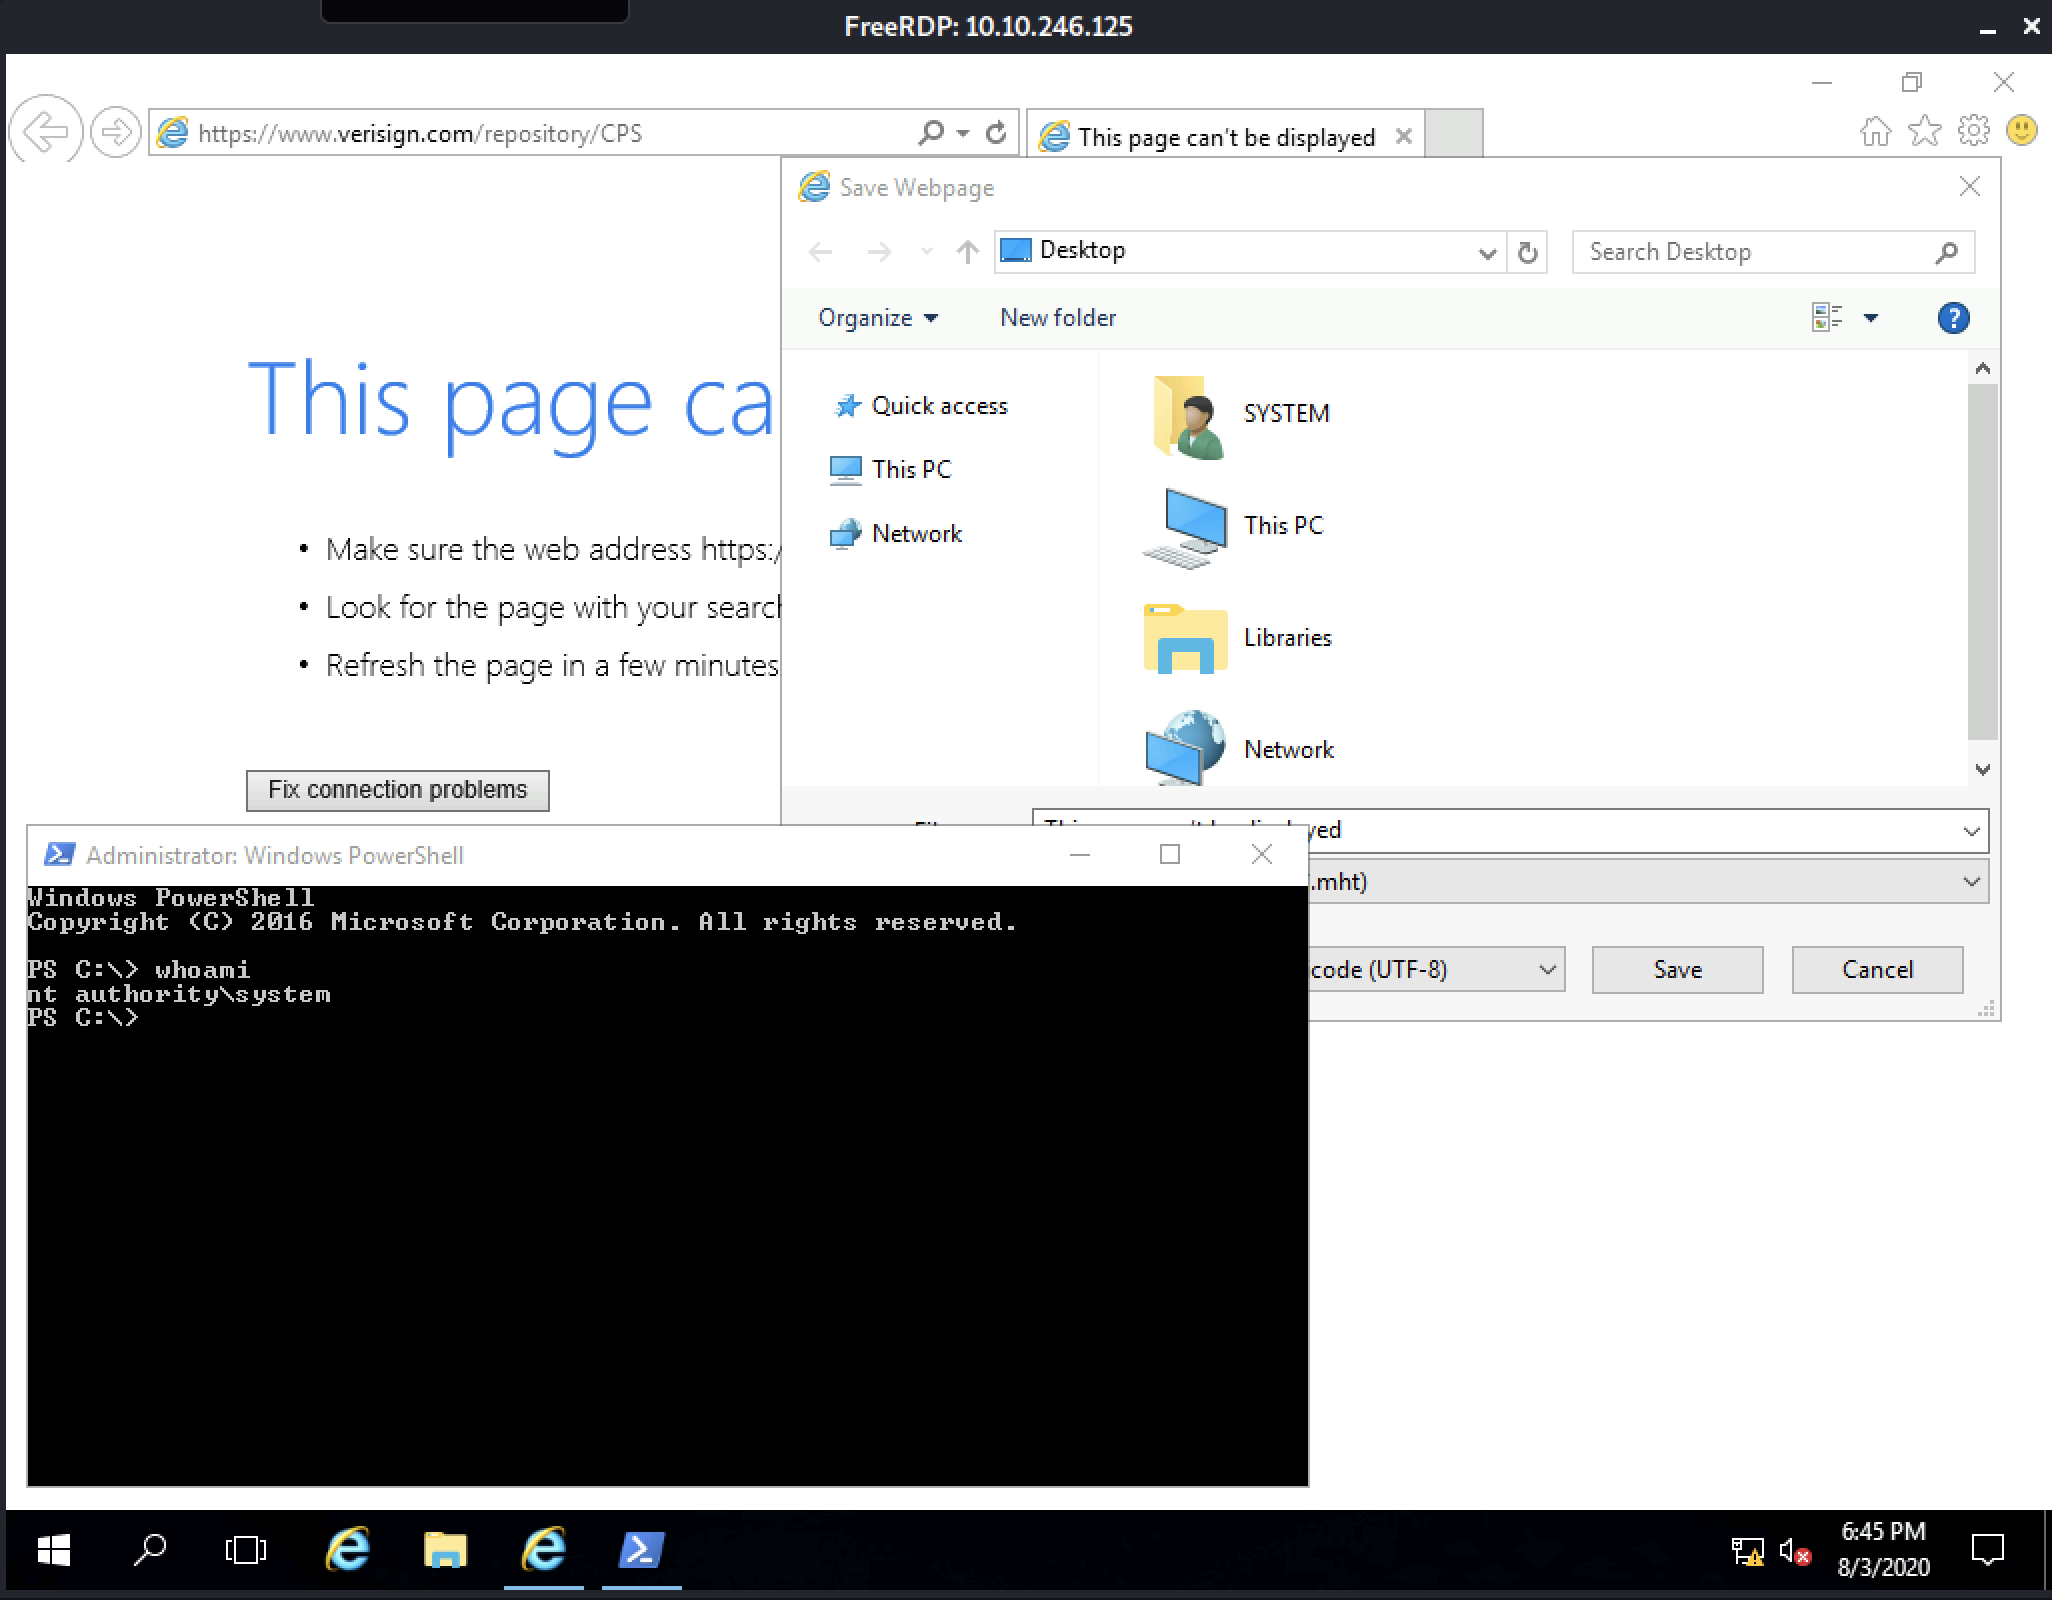 FreeRDP: 10.10.246.125
https://www.verisign.com/repository/CPS
This page can't be displayed
Save Webpage
Desktop
Search Desktop
Organize
New folder
Quick access
This PC
Network
SYSTEM
This PC
Libraries
Network
This page ca
Make sure the web address https:/
Look for the page with your search
Refresh the page in a few minutes
Fix connection problems
.mht)
code (UTF-8)
Save
Cancel
Administrator: Windows PowerShell
Windows PowerShell
Copyright (C) 2016 Microsoft Corporation. All rights reserved.
PS C:\> whoami
nt authority\system
PS C:\>
6:45 PM
8/3/2020